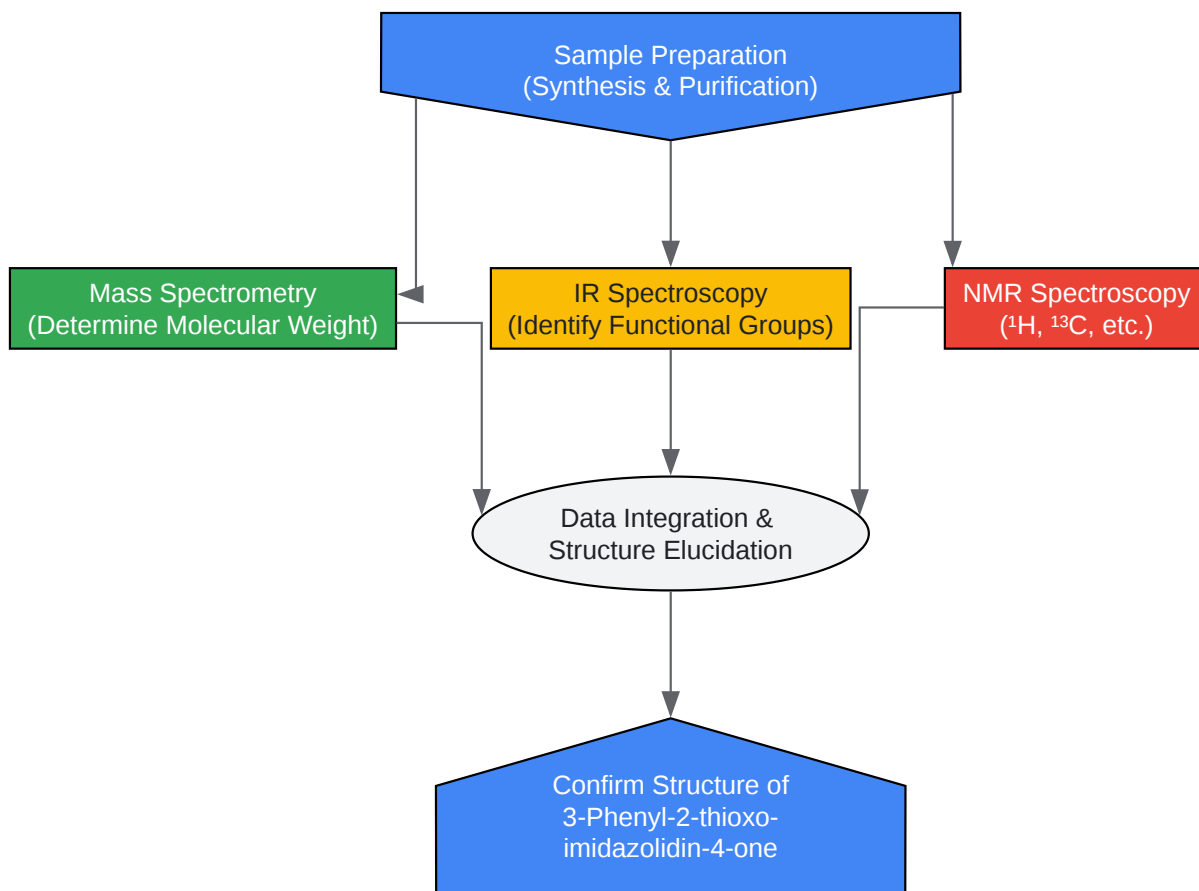 Sample Preparation
(Synthesis & Purification)
Mass Spectrometry
(Determine Molecular Weight)
IR Spectroscopy
(Identify Functional Groups)
NMR Spectroscopy
(¹H, ¹³C, etc.)
Data Integration &
Structure Elucidation
Confirm Structure of
3-Phenyl-2-thioxo-
imidazolidin-4-one